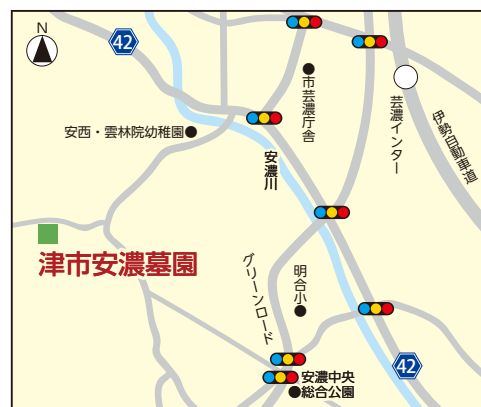 N
42
市芸濃庁舎
芸濃インター
伊勢自動車道
安西・雲林院幼稚園
安濃川
津市安濃墓園
グリーンロード
明合小
42
安濃中央
総合公園